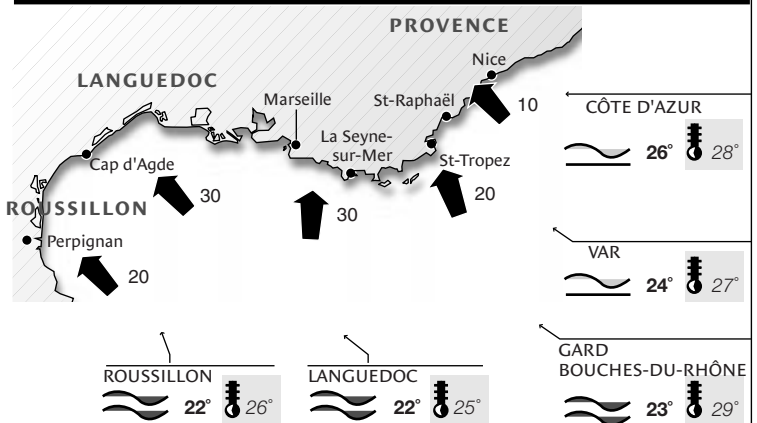 PROVENCE
Nice
LANGUEDOC
Marseille
St-Raphaël
10
CÔTE D'AZUR
La Seyne-
sur-Mer
26° 28°
Cap d'Agde
St-Tropez
30
20
ROUSSILLON
30
Perpignan
VAR
20
24° 27°
GARD
BOUCHES-DU-RHÔNE
ROUSSILLON
LANGUEDOC
22° 26°
22° 25°
23° 29°